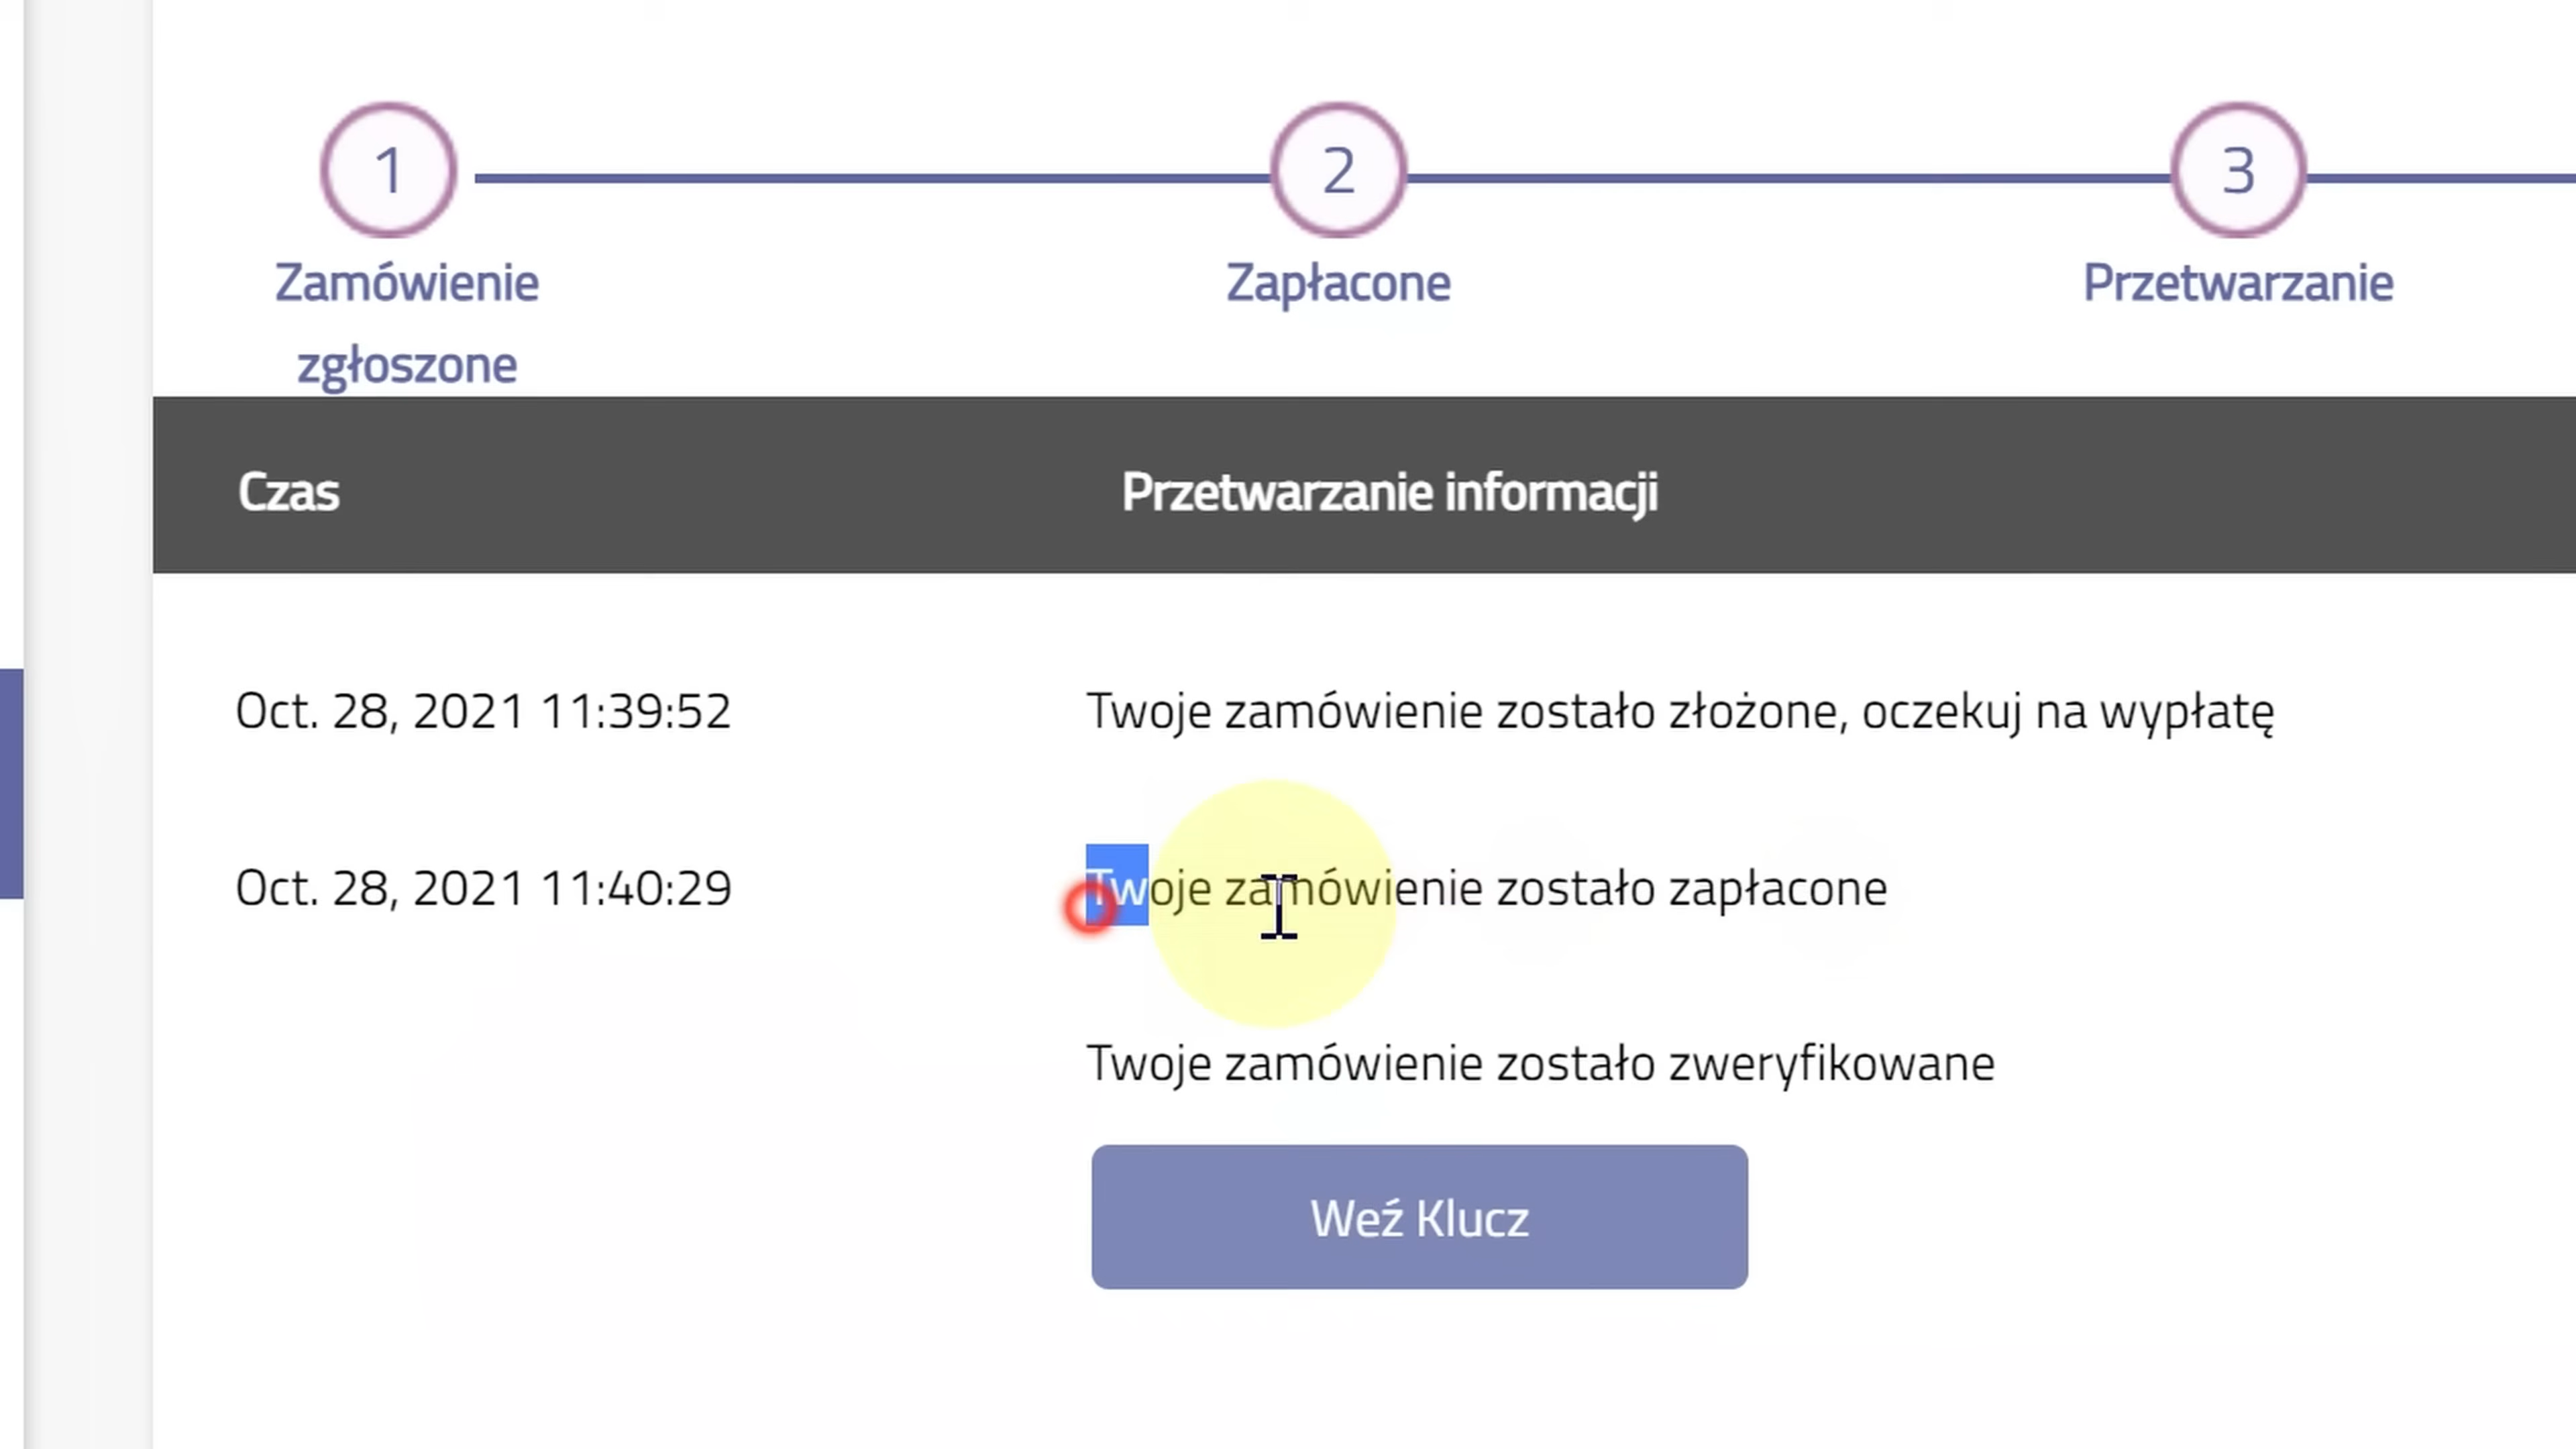 1
2
3
Zamówienie
zgłoszone
Zapłacone
Przetwarzanie
Czas
Przetwarzanie informacji
Oct. 28, 2021 11:39:52
Twoje zamówienie zostało złożone, oczekuj na wypłatę
Oct. 28, 2021 11:40:29
Twoje zamówienie zostało zapłacone
Twoje zamówienie zostało zweryfikowane
Weź Klucz